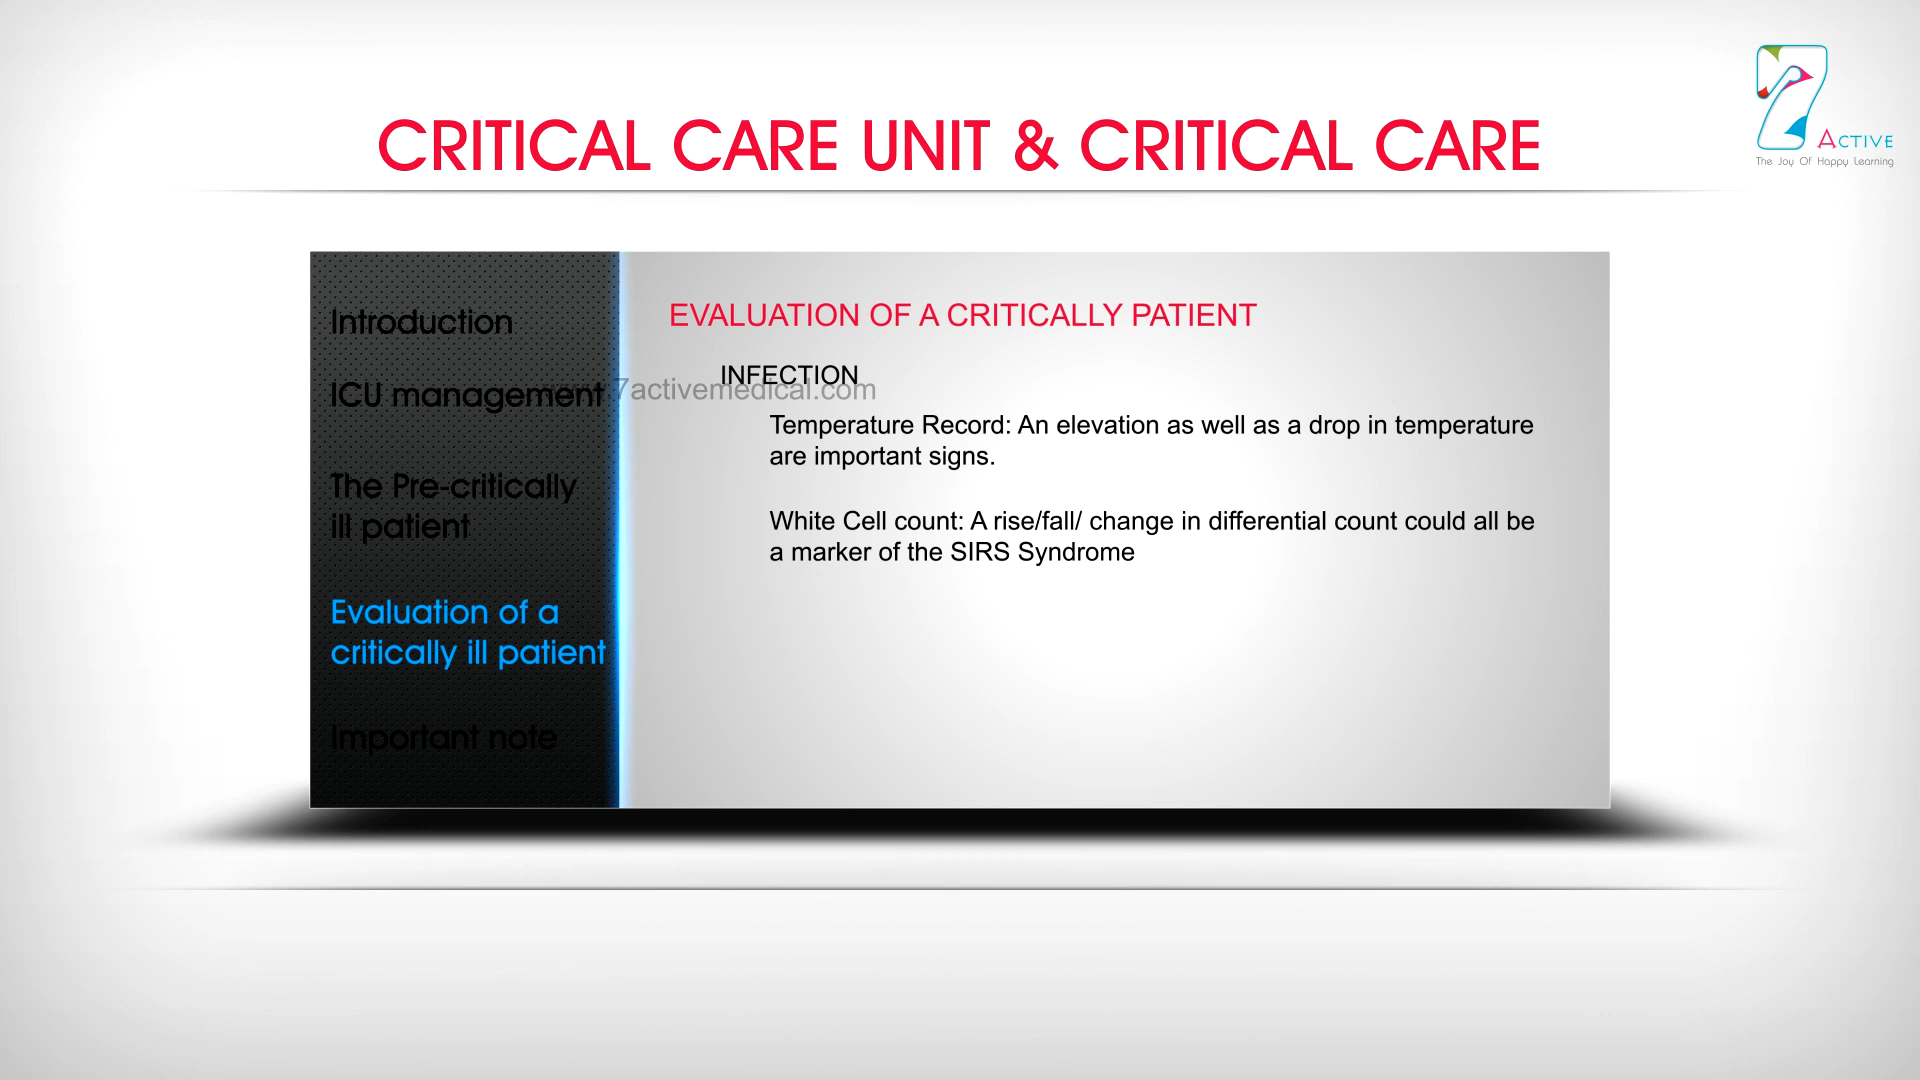 CRITICAL CARE UNIT & CRITICAL CARE
7
ACTIVE
The Joy Of Happy Learning
Introduction
ICU management
The Pre-critically
ill patient
Evaluation of a
critically ill patient
Important note
EVALUATION OF A CRITICALLY PATIENT
INFECTION
www.7activemedical.com
Temperature Record: An elevation as well as a drop in temperature
are important signs.
White Cell count: A rise/fall/ change in differential count could all be
a marker of the SIRS Syndrome